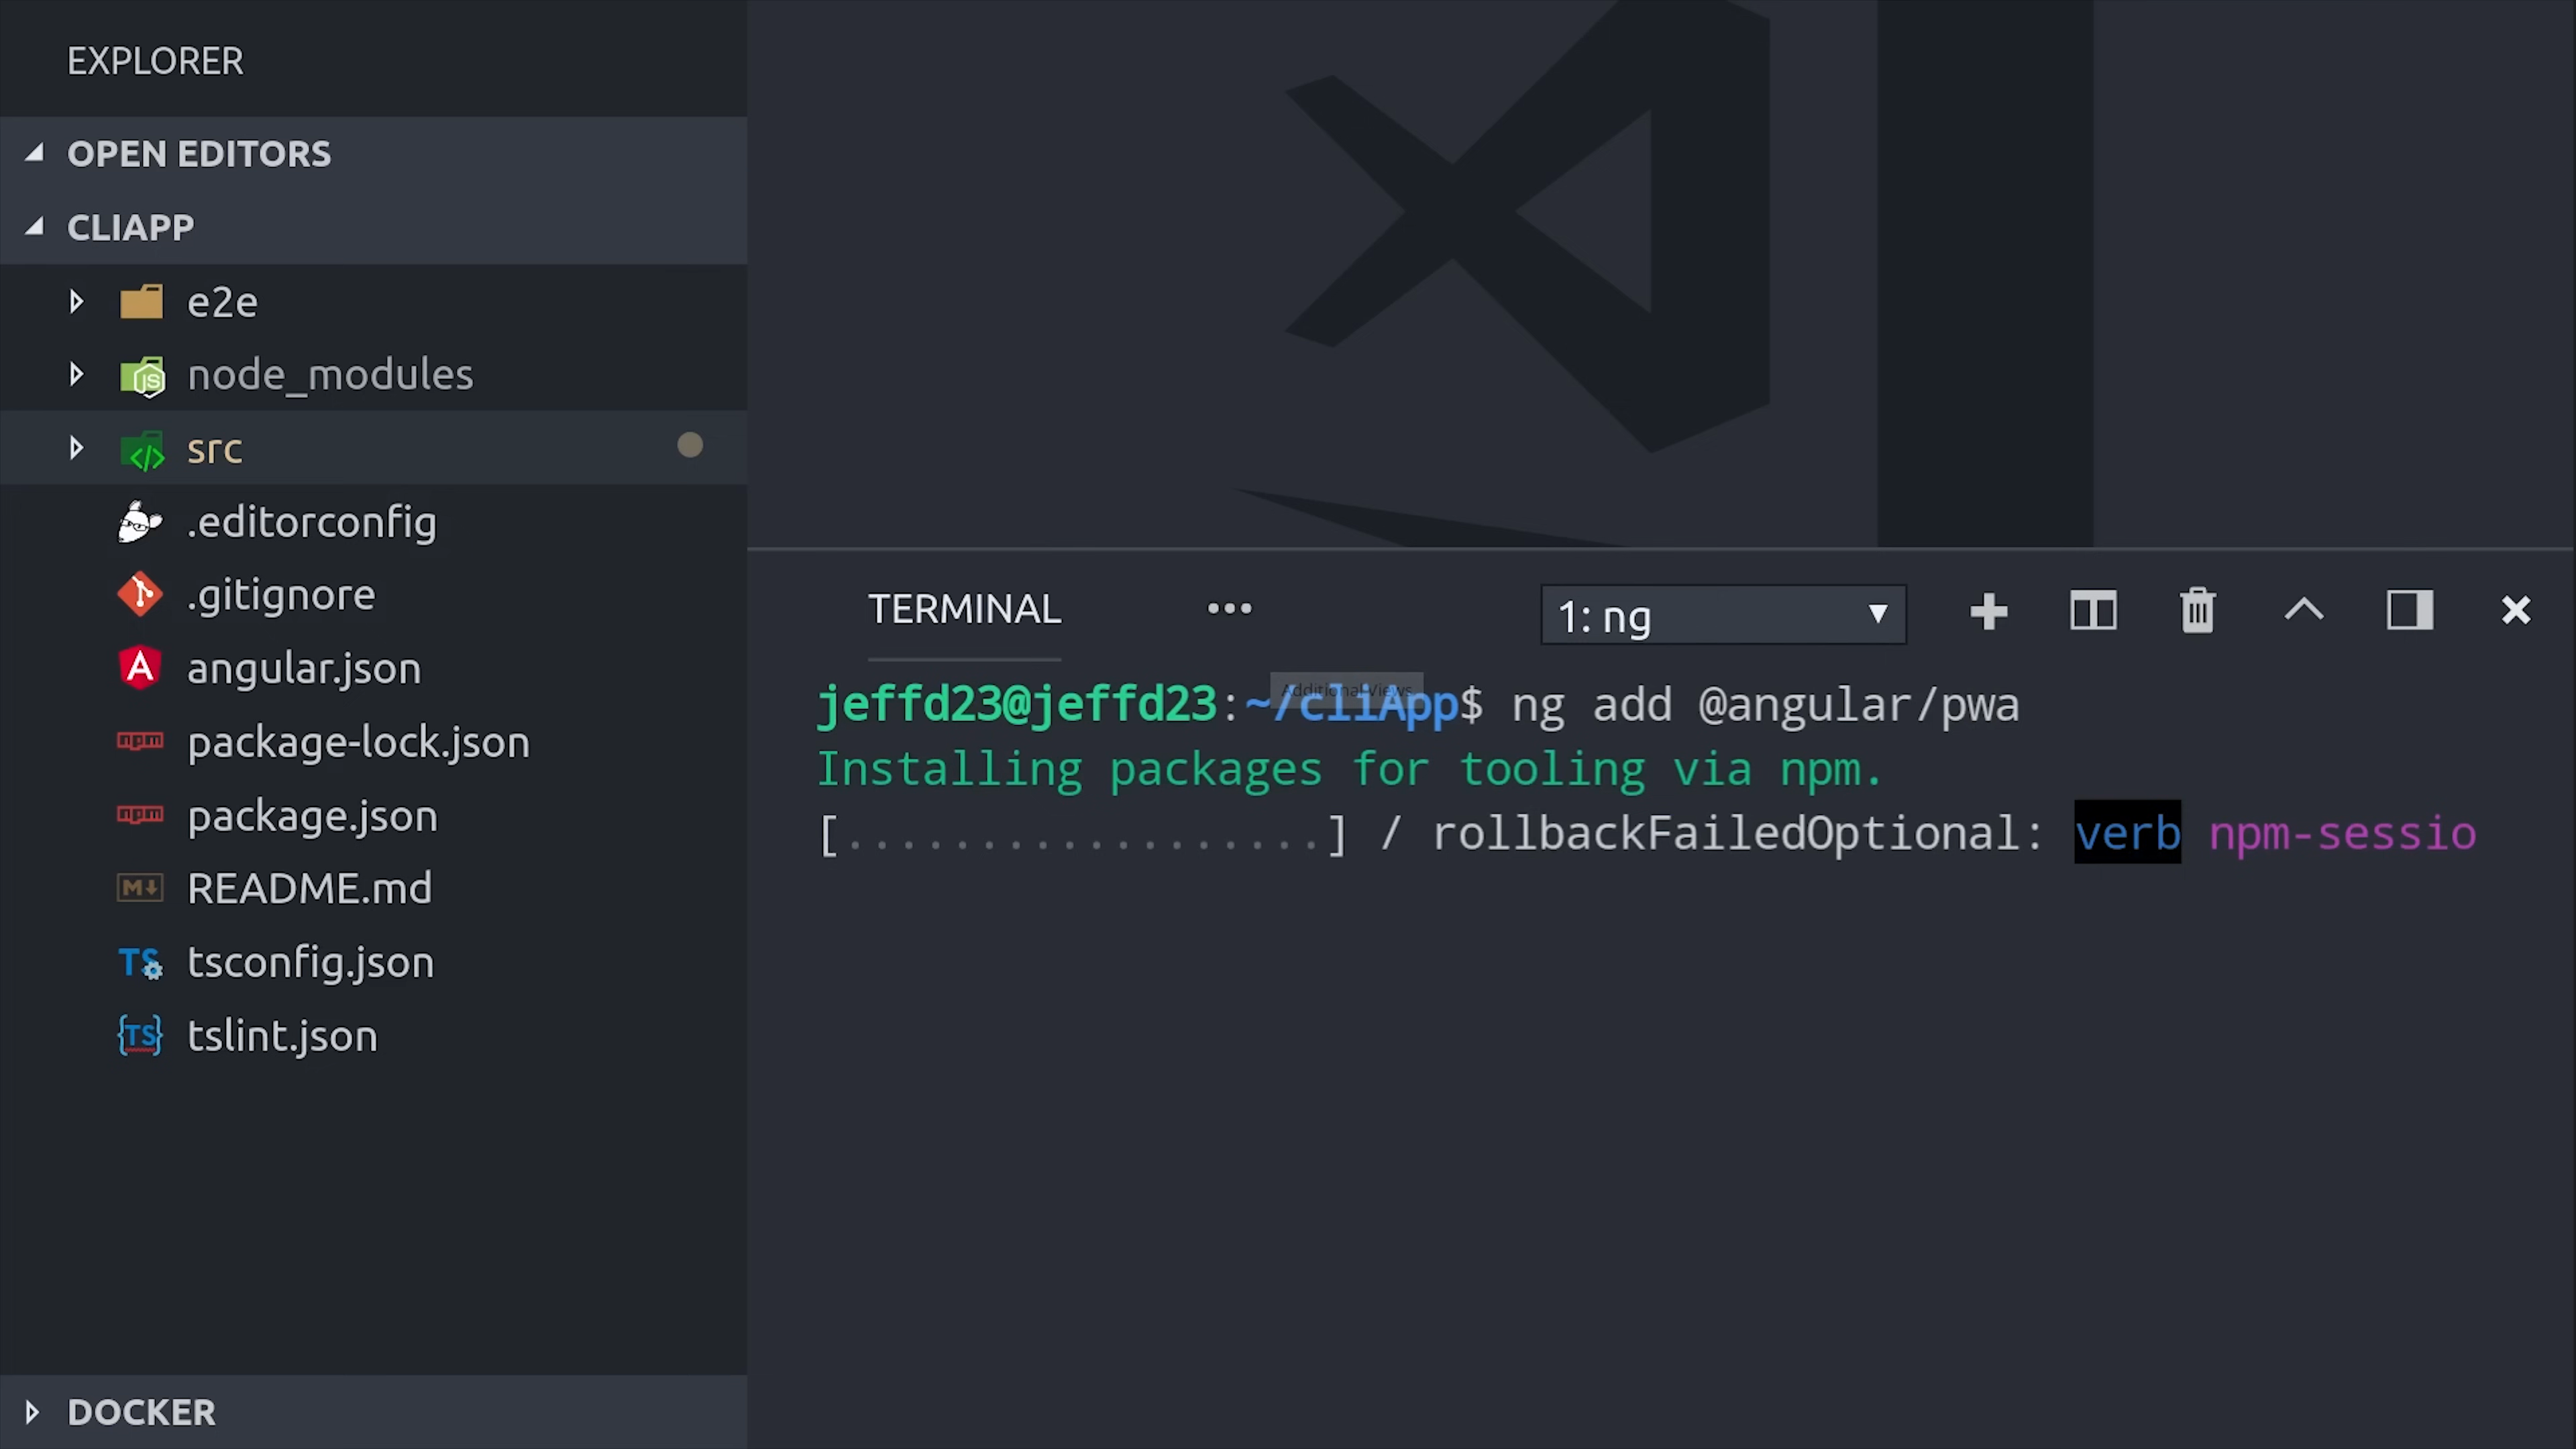 EXPLORER
OPEN EDITORS
CLIAPP
e2e
node_modules
src
.editorconfig
.gitignore
angular.json
package-lock.json
package.json
README.md
tsconfig.json
tslint.json
DOCKER
TERMINAL
1: ng
Additional Views
jeffd23@jeffd23:~/cliApp$ ng add @angular/pwa
Installing packages for tooling via npm.
[..................] / rollbackFailedOptional: verb npm-sessio